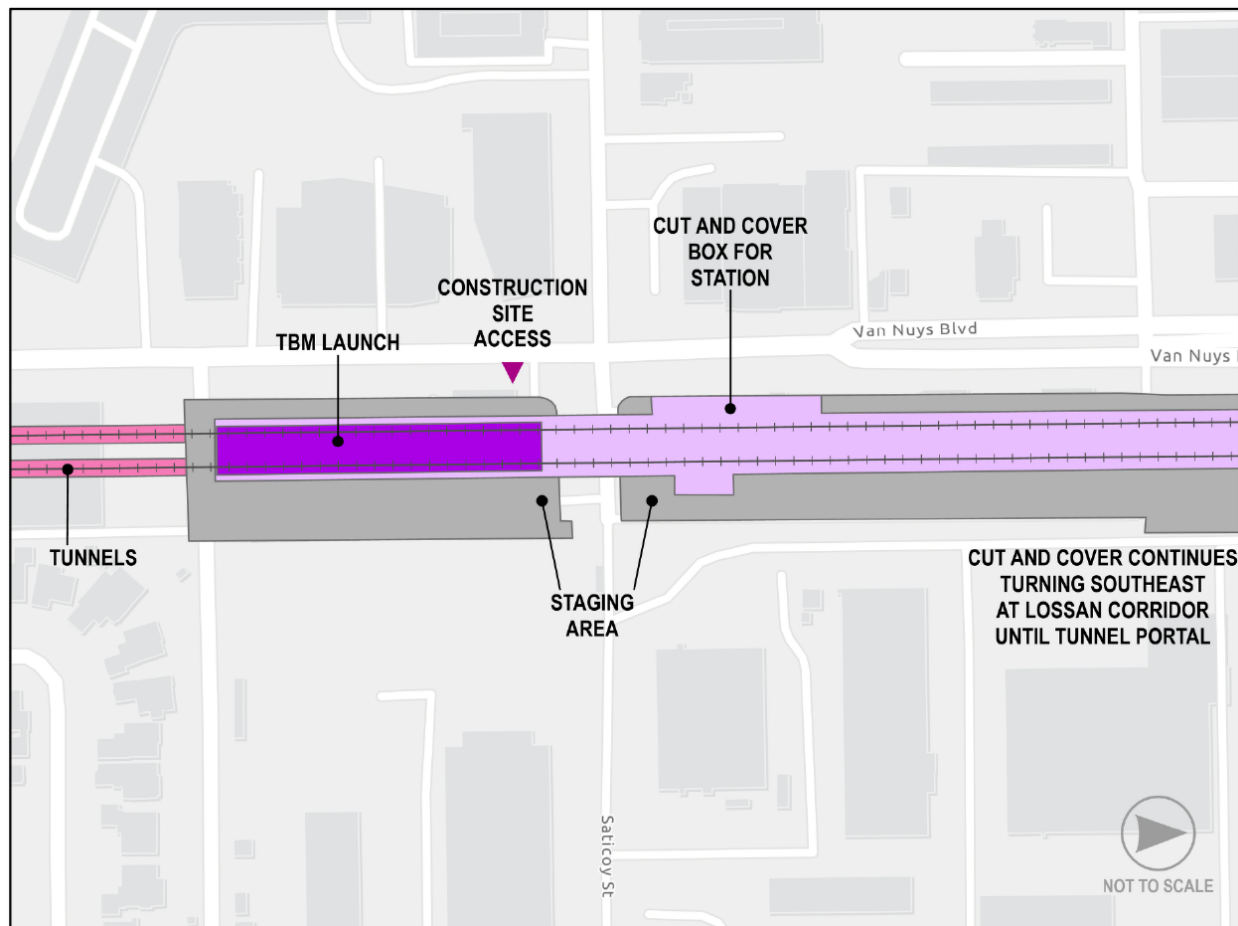 CUT AND COVER
BOX FOR
STATION
CONSTRUCTION
SITE
ACCESS
TBM LAUNCH
Van Nuys Blvd
Van Nuys
TUNNELS
STAGING
AREA
CUT AND COVER CONTINUES
TURNING SOUTHEAST
AT LOSSAN CORRIDOR
UNTIL TUNNEL PORTAL
Saticoy St
NOT TO SCALE